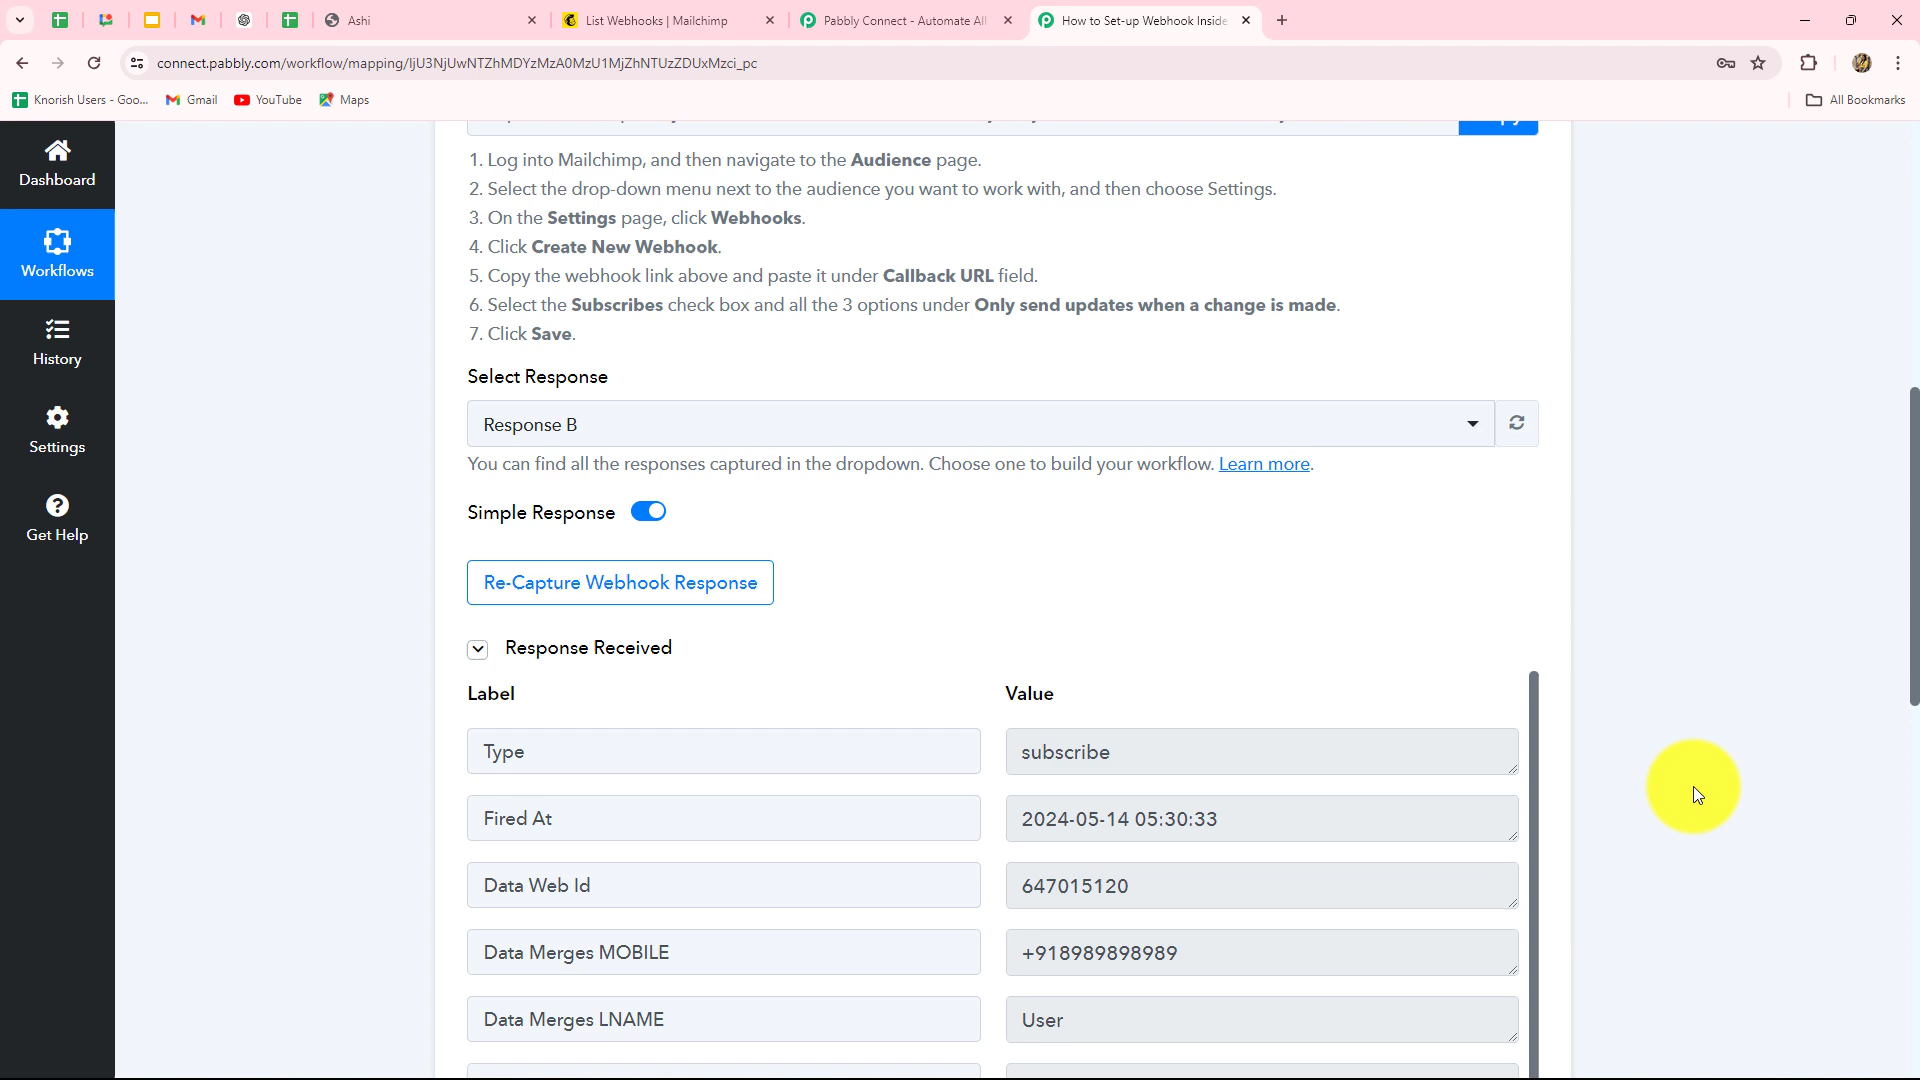 Ashi
List Webhooks | Mailchimp
Pabbly Connect - Automate All
How to Set-up Webhook Inside
connect.pabbly.com/workflow/mapping/IjU3NjUwNTZhMDYzMzA0MzU1MjZhNTUzZDUxMzci_pc
Knorish Users - Goo...
Gmail
YouTube
Maps
All Bookmarks
Dashboard
Workflows
History
Settings
Get Help
1. Log into Mailchimp, and then navigate to the Audience page.
2. Select the drop-down menu next to the audience you want to work with, and then choose Settings.
3. On the Settings page, click Webhooks.
4. Click Create New Webhook.
5. Copy the webhook link above and paste it under Callback URL field.
6. Select the Subscribes check box and all the 3 options under Only send updates when a change is made.
7. Click Save.
Select Response
Response B
You can find all the responses captured in the dropdown. Choose one to build your workflow. Learn more.
Simple Response
Re-Capture Webhook Response
Response Received
Label Value
Type subscribe
Fired At 2024-05-14 05:30:33
Data Web Id 647015120
Data Merges MOBILE +918989898989
Data Merges LNAME User